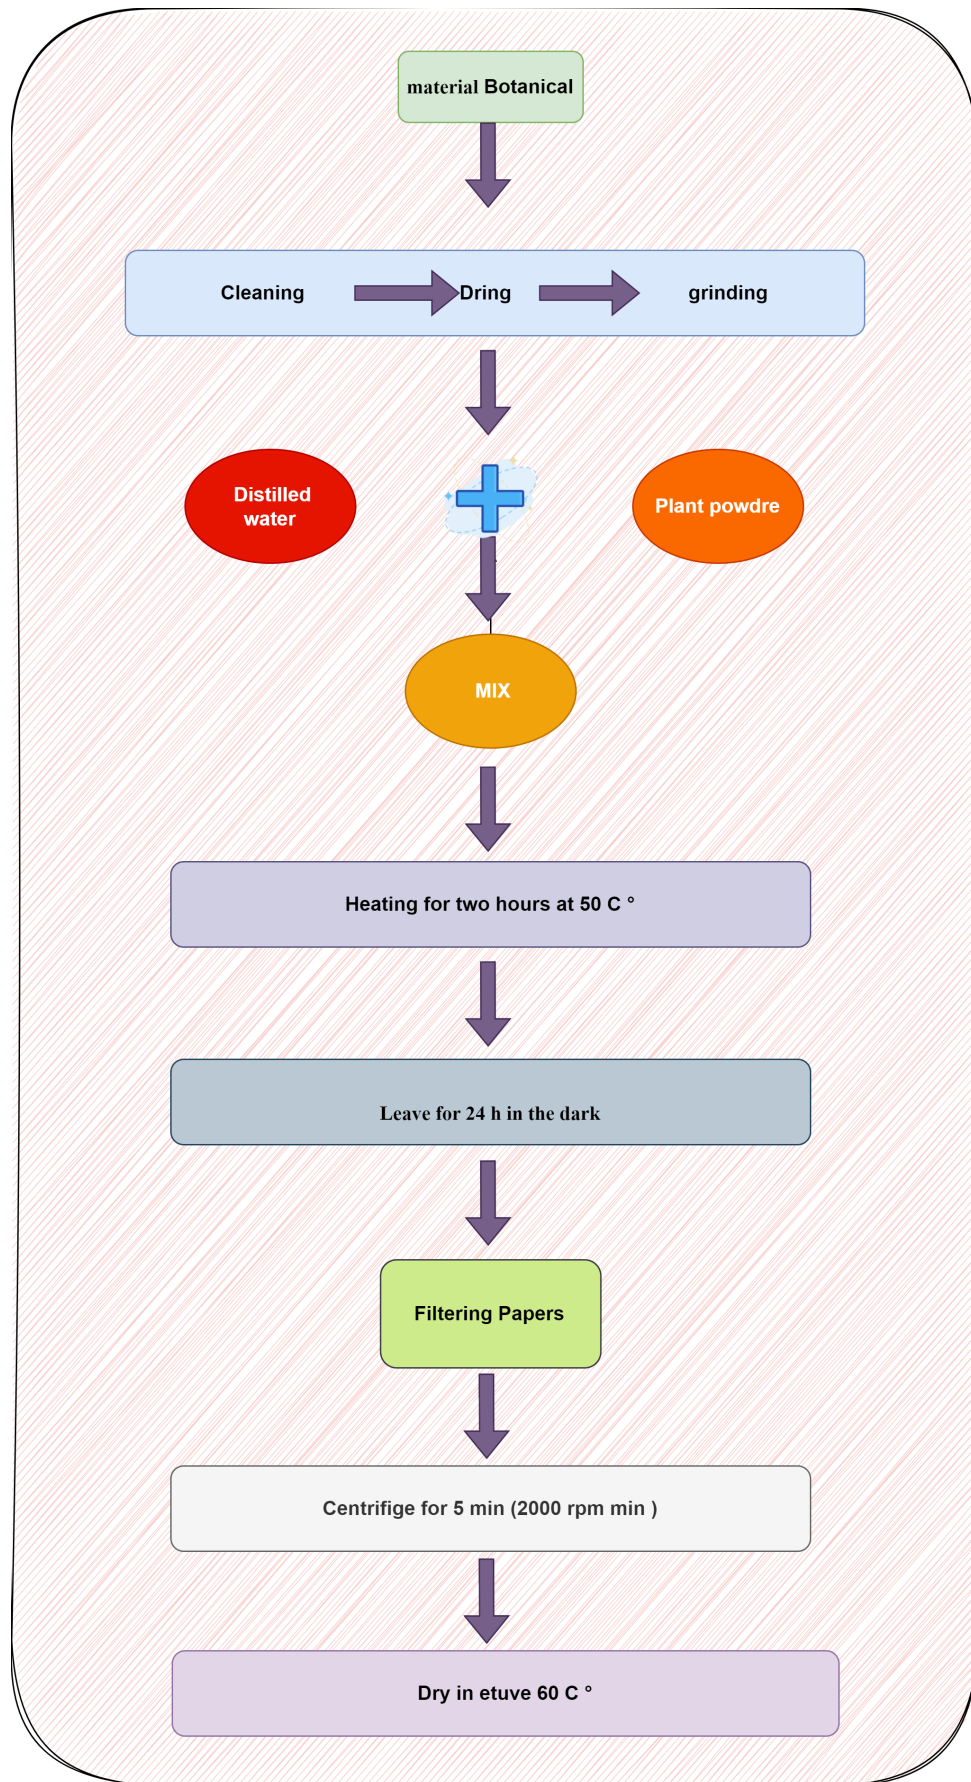 material Botanical
Cleaning Dring grinding
Distilled
water
Plant powdre
MIX
Heating for two hours at 50 C °
Leave for 24 h in the dark
Filtering Papers
Centrifige for 5 min (2000 rpm min )
Dry in etuve 60 C °